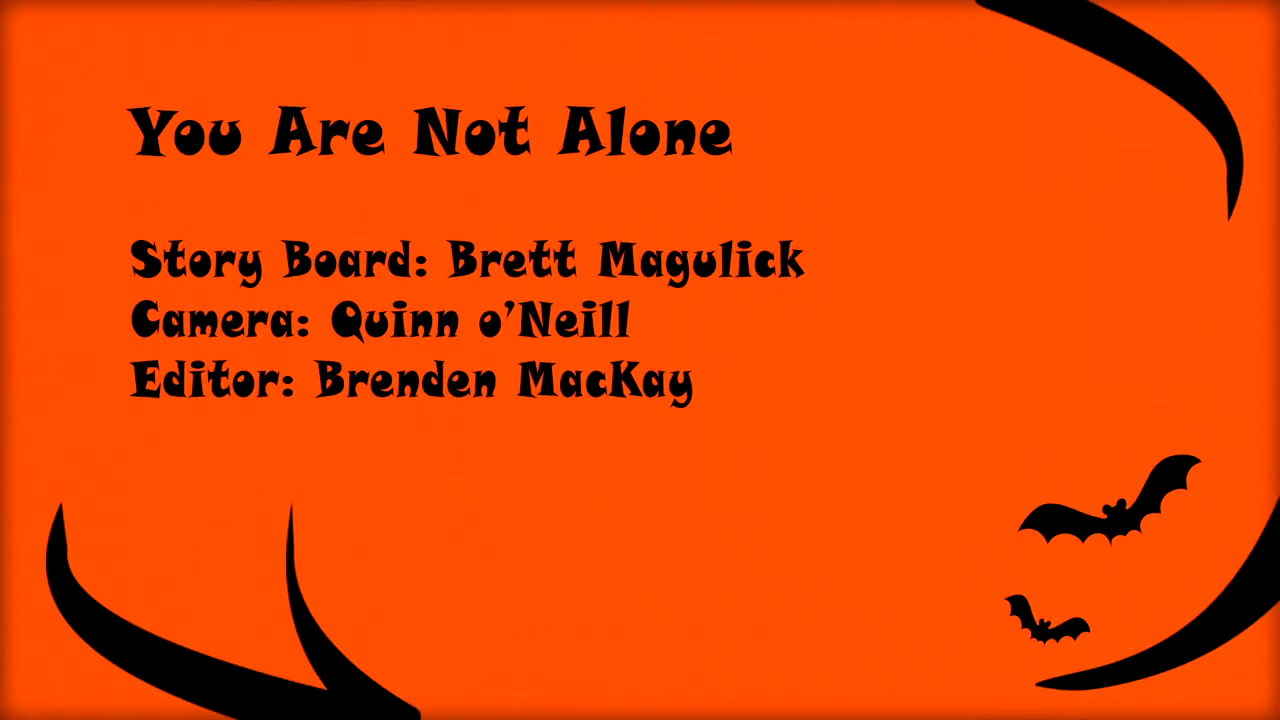 You Are Not Alone
Story Board: Brett Magulick
Camera: Quinn o'Neill
Editor: Brenden MacKay